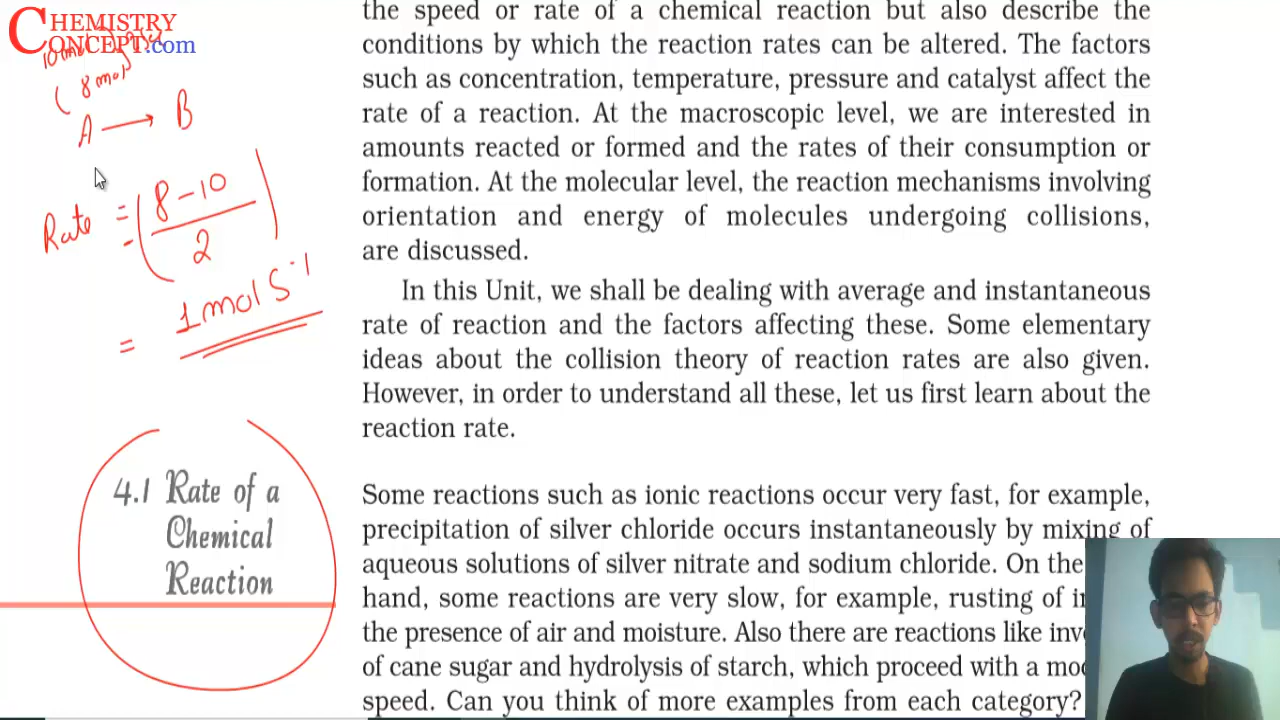 CHEMISTRY
CONCEPT.com
(8 mol
A → B
Rate = -(8-10/2)
= 1 mol S⁻¹
4.1 Rate of a
Chemical
Reaction
the speed or rate of a chemical reaction but also describe the
conditions by which the reaction rates can be altered. The factors
such as concentration, temperature, pressure and catalyst affect the
rate of a reaction. At the macroscopic level, we are interested in
amounts reacted or formed and the rates of their consumption or
formation. At the molecular level, the reaction mechanisms involving
orientation and energy of molecules undergoing collisions,
are discussed.
In this Unit, we shall be dealing with average and instantaneous
rate of reaction and the factors affecting these. Some elementary
ideas about the collision theory of reaction rates are also given.
However, in order to understand all these, let us first learn about the
reaction rate.
Some reactions such as ionic reactions occur very fast, for example,
precipitation of silver chloride occurs instantaneously by mixing of
aqueous solutions of silver nitrate and sodium chloride. On the
hand, some reactions are very slow, for example, rusting of
the presence of air and moisture. Also there are reactions like
of cane sugar and hydrolysis of starch, which proceed with a
speed. Can you think of more examples from each category?